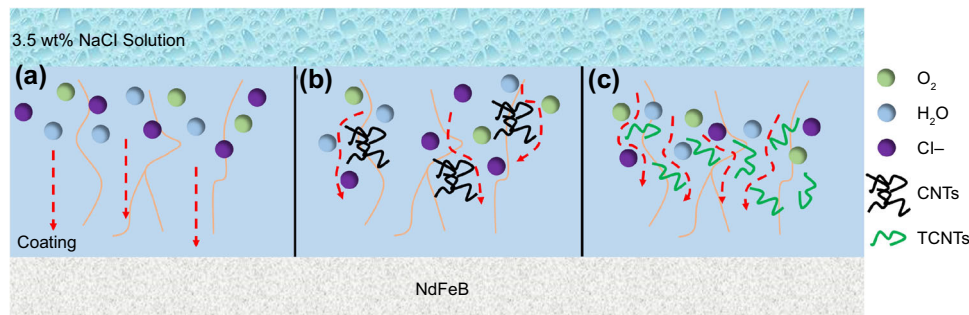 3.5 wt% NaCl Solution
(a)
(b)
(c)
O₂
H₂O
Cl–
CNTs
TCNTs
Coating
NdFeB